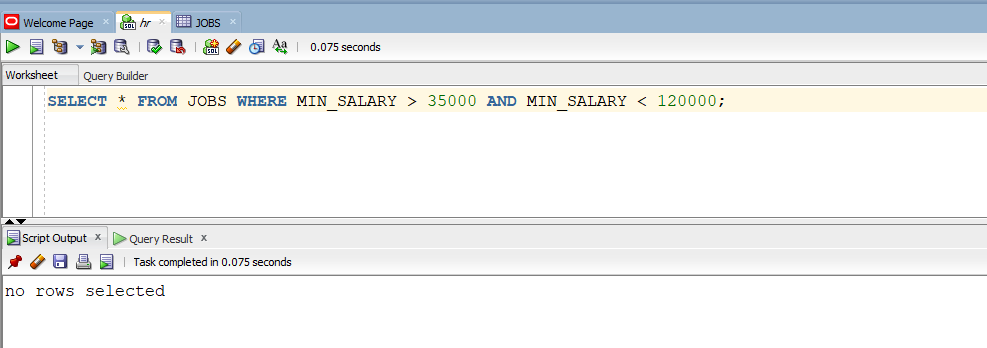 Welcome Page hr JOBS
0.075 seconds
Worksheet Query Builder
SELECT * FROM JOBS WHERE MIN_SALARY > 35000 AND MIN_SALARY < 120000;
Script Output x Query Result x
Task completed in 0.075 seconds
no rows selected